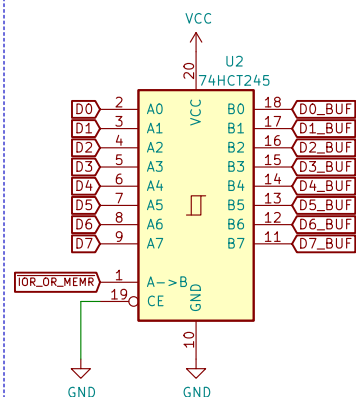 VCC
U2
74HCT245
20
VCC
D0 2 A0 B0 18 D0_BUF
D1 3 A1 B1 17 D1_BUF
D2 4 A2 B2 16 D2_BUF
D3 5 A3 B3 15 D3_BUF
D4 6 A4 B4 14 D4_BUF
D5 7 A5 B5 13 D5_BUF
D6 8 A6 B6 12 D6_BUF
D7 9 A7 B7 11 D7_BUF
IOR_OR_MEMR 1 A->B
19 CE
GND
10
GND GND